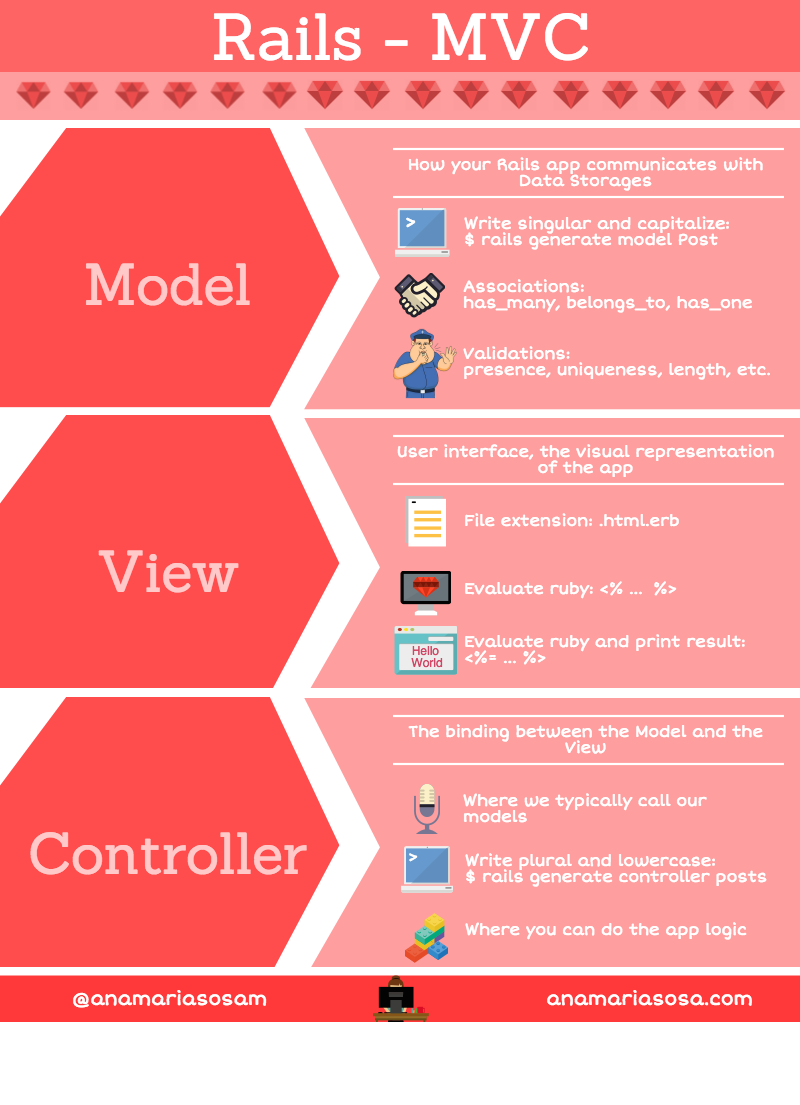 Rails - MVC
Model
How your Rails app communicates with
Data Storages
>
Write singular and capitalize:
$ rails generate model Post
Associations:
has_many, belongs_to, has_one
Validations:
presence, uniqueness, length, etc.
View
User interface, the visual representation
of the app
File extension: .html.erb
Evaluate ruby: <% ... %>
Hello
World
Evaluate ruby and print result:
<%= ... %>
Controller
The binding between the Model and the
View
Where we typically call our
models
>
Write plural and lowercase:
$ rails generate controller posts
Where you can do the app logic
@anamariasosam
anamariasosa.com